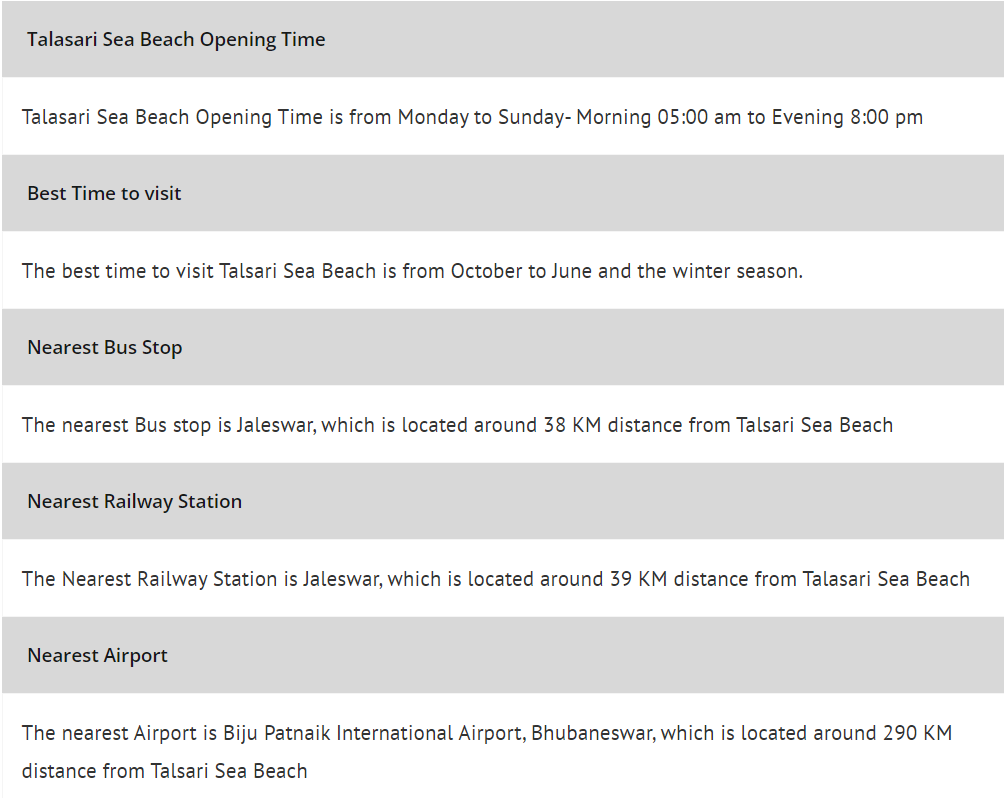 Talasari Sea Beach Opening Time
Talasari Sea Beach Opening Time is from Monday to Sunday- Morning 05:00 am to Evening 8:00 pm
Best Time to visit
The best time to visit Talsari Sea Beach is from October to June and the winter season.
Nearest Bus Stop
The nearest Bus stop is Jaleswar, which is located around 38 KM distance from Talsari Sea Beach
Nearest Railway Station
The Nearest Railway Station is Jaleswar, which is located around 39 KM distance from Talasari Sea Beach
Nearest Airport
The nearest Airport is Biju Patnaik International Airport, Bhubaneswar, which is located around 290 KM
distance from Talsari Sea Beach